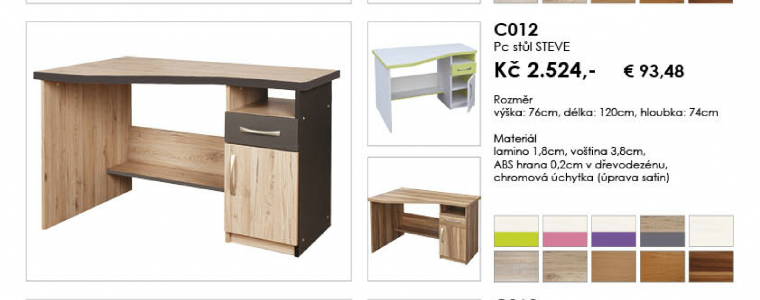 C012
Pc stůl STEVE
Kč 2.524,- € 93,48
Rozměr
výška: 76cm, délka: 120cm, hloubka: 74cm
Materiál
lamino 1,8cm, voština 3,8cm,
ABS hrana 0,2cm v dřevodezénu,
chromová úchytka (úprava satin)